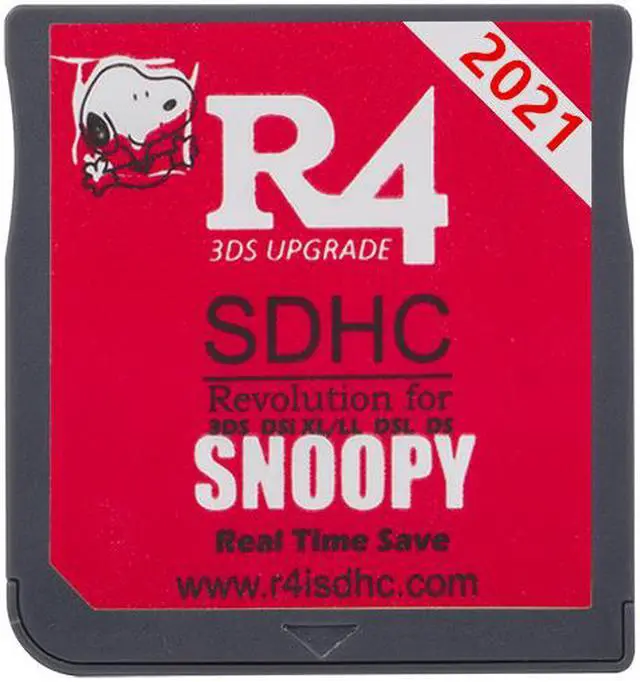 2021
R4
3DS UPGRADE
SDHC
Revolution for
3DS DSi XL/LL DSL DS
SNOOPY
Real Time Save
www.r4isdhc.com